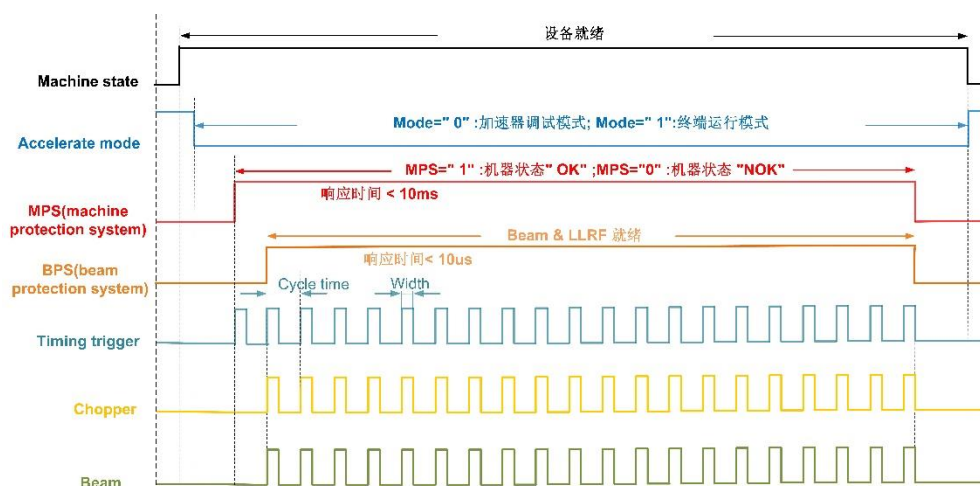 设备就绪
Machine state
Mode=" 0" :加速器调试模式; Mode=" 1":终端运行模式
Accelerate mode
MPS=" 1" :机器状态" OK" ;MPS="0" : 机器状态 "NOK"
响应时间 < 10ms
MPS(machine
protection system)
Beam & LLRF 就绪
响应时间< 10us
BPS(beam
protection system)
Cycle time
Width
Timing trigger
Chopper
Beam